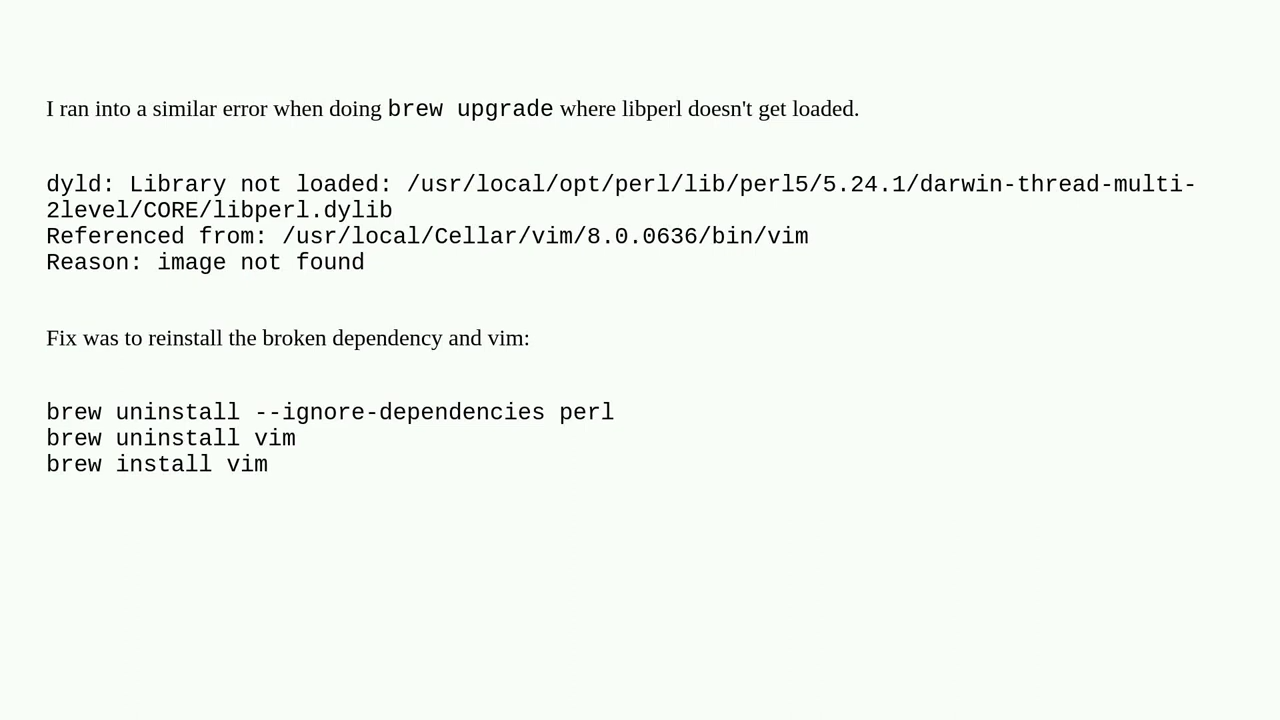 I ran into a similar error when doing brew upgrade where libperl doesn't get loaded.
dyld: Library not loaded: /usr/local/opt/perl/lib/perl5/5.24.1/darwin-thread-multi-
2level/CORE/libperl.dylib
Referenced from: /usr/local/Cellar/vim/8.0.0636/bin/vim
Reason: image not found
Fix was to reinstall the broken dependency and vim:
brew uninstall --ignore-dependencies perl
brew uninstall vim
brew install vim